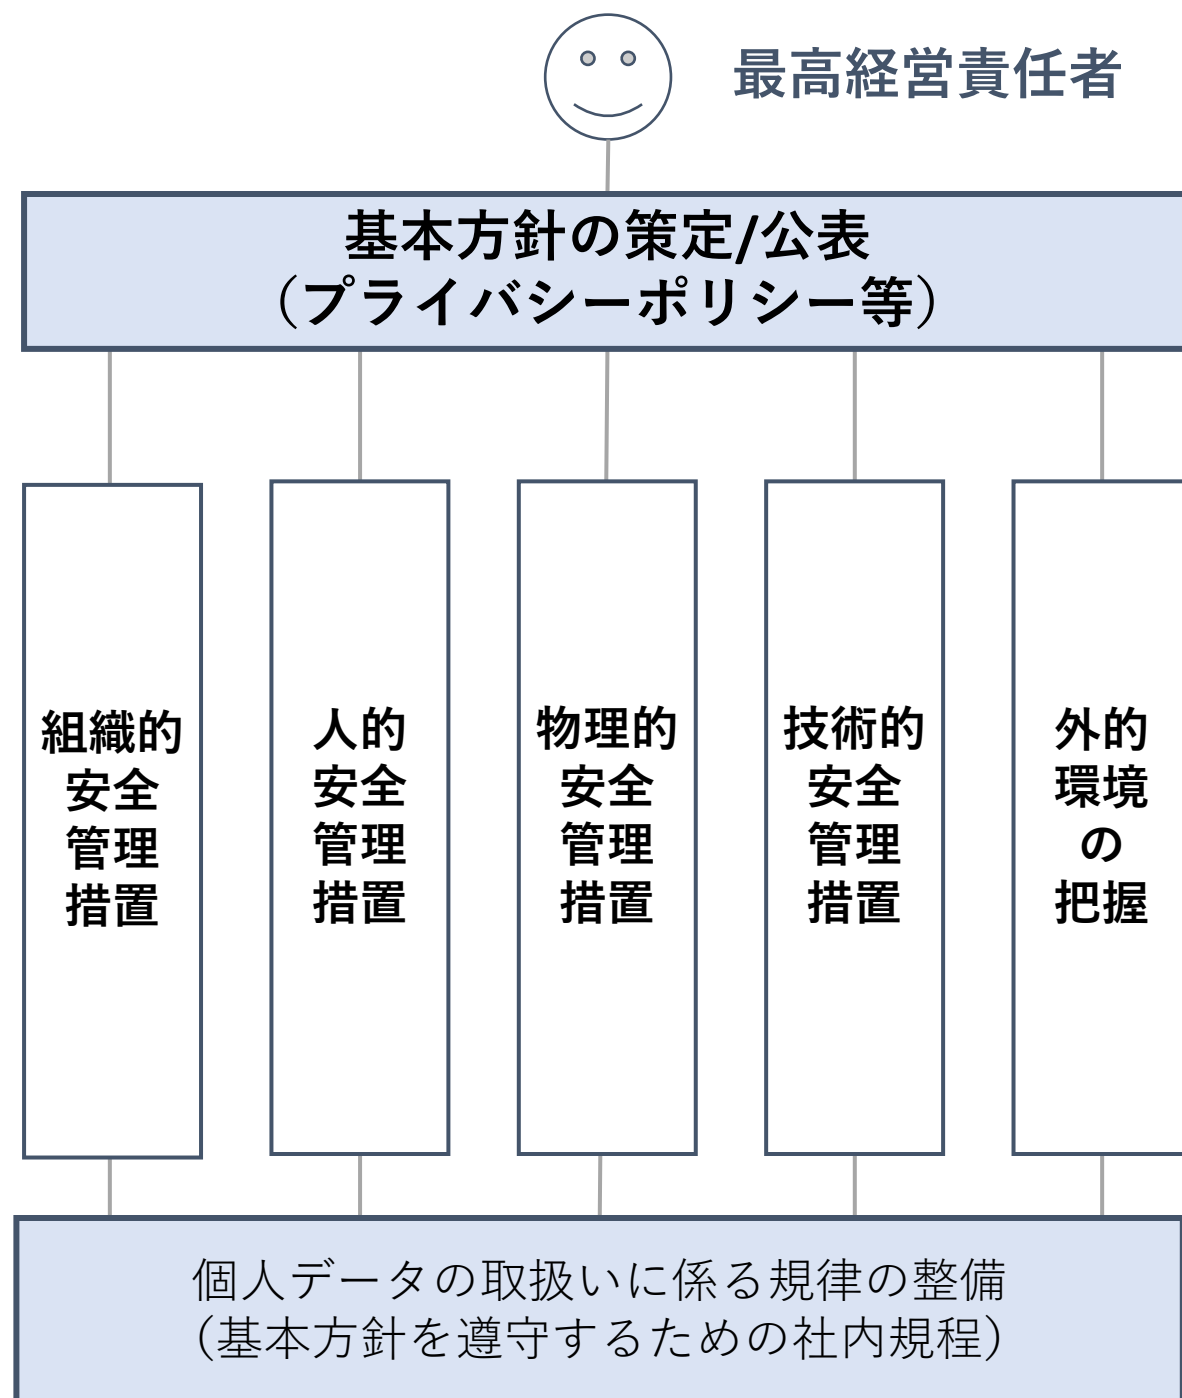 最高経営責任者
基本方針の策定/公表
（プライバシーポリシー等）
組織的
安全
管理
措置
人的
安全
管理
措置
物理的
安全
管理
措置
技術的
安全
管理
措置
外的
環境
の
把握
個人データの取扱いに係る規律の整備
（基本方針を遵守するための社内規程）